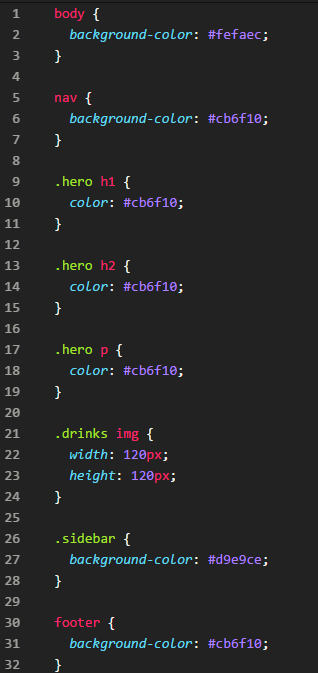 1 body {
2   background-color: #fefaec;
3 }
4
5 nav {
6   background-color: #cb6f10;
7 }
8
9 .hero h1 {
10   color: #cb6f10;
11 }
12
13 .hero h2 {
14   color: #cb6f10;
15 }
16
17 .hero p {
18   color: #cb6f10;
19 }
20
21 .drinks img {
22   width: 120px;
23   height: 120px;
24 }
25
26 .sidebar {
27   background-color: #d9e9ce;
28 }
29
30 footer {
31   background-color: #cb6f10;
32 }